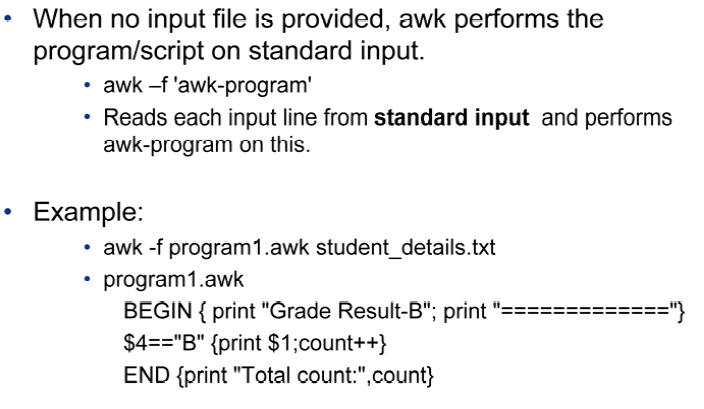 • When no input file is provided, awk performs the
program/script on standard input.
• awk –f 'awk-program'
• Reads each input line from standard input and performs
awk-program on this.
• Example:
• awk -f program1.awk student_details.txt
• program1.awk
BEGIN { print "Grade Result-B"; print "============="}
$4=="B" {print $1;count++}
END {print "Total count:",count}